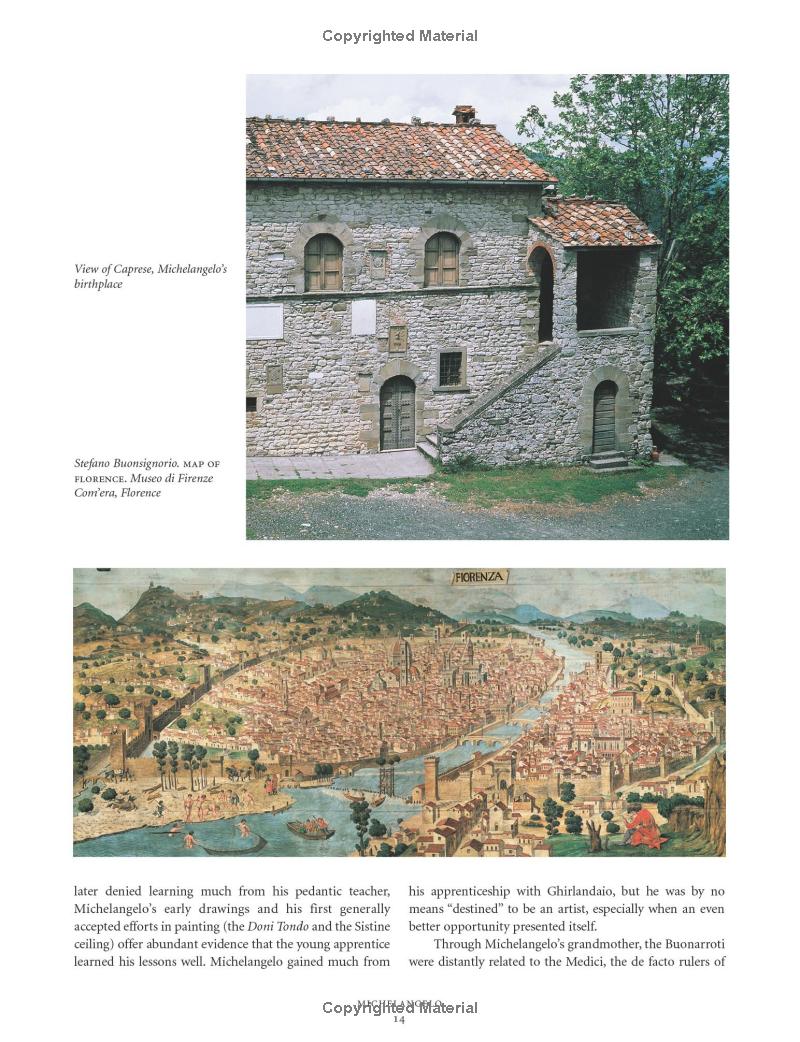 Copyrighted Material
View of Caprese, Michelangelo's
birthplace
Stefano Buonsignorio. MAP OF
FLORENCE. Museo di Firenze
Com'era, Florence
FIORENZA
later denied learning much from his pedantic teacher,
Michelangelo's early drawings and his first generally
accepted efforts in painting (the Doni Tondo and the Sistine
ceiling) offer abundant evidence that the young apprentice
learned his lessons well. Michelangelo gained much from
his apprenticeship with Ghirlandaio, but he was by no
means “destined” to be an artist, especially when an even
better opportunity presented itself.
Through Michelangelo's grandmother, the Buonarroti
were distantly related to the Medici, the de facto rulers of
MICHELANGELO
Copyrighted Material
14